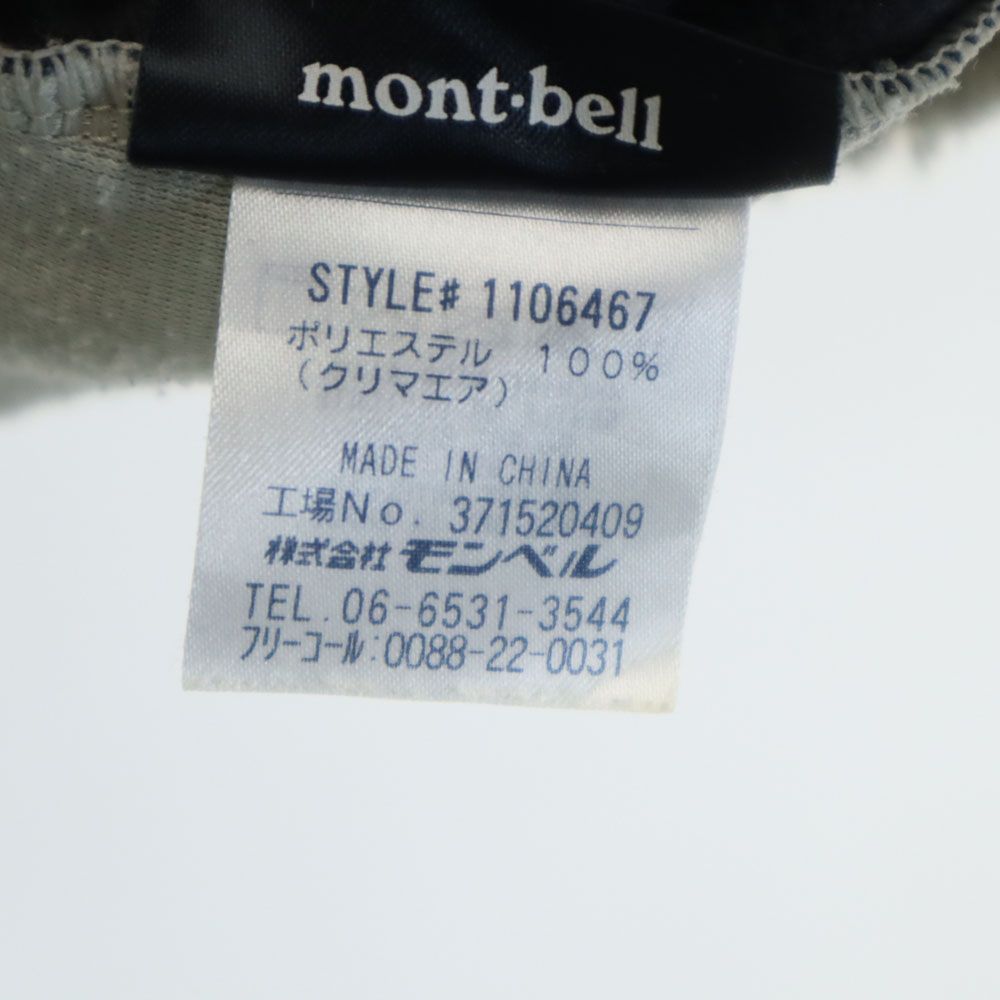 mont-bell
STYLE# 1106467
ポリエステル 100%
(クリマエア)
MADE IN CHINA
工場No. 371520409
株式会社 モンベル
TEL.06-6531-3544
フリーコール:0088-22-0031